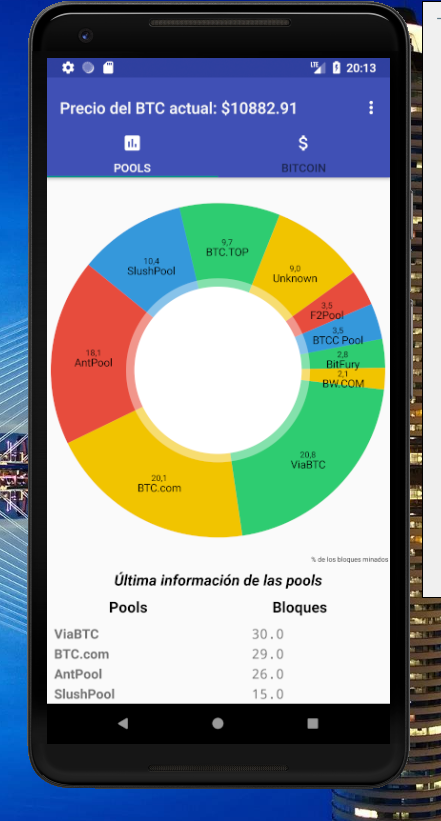 LTE 20:13
Precio del BTC actual: $10882.91
POOLS
BITCOIN
9,7
BTC.TOP
9,0
Unknown
10,4
SlushPool
3,5
F2Pool
3,5
BTCC Pool
2,8
BitFury
2,1
BW.COM
18,1
AntPool
20,8
ViaBTC
20,1
BTC.com
% de los bloques minados
Última información de las pools
Pools Bloques
ViaBTC 30.0
BTC.com 29.0
AntPool 26.0
SlushPool 15.0